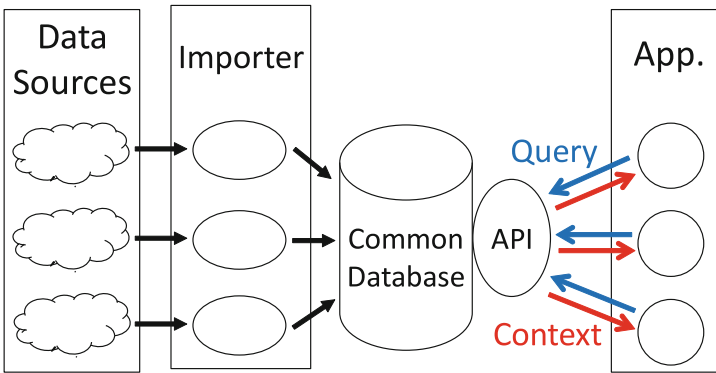 Data
Sources
Importer
App.
Query
Common
Database
API
Context